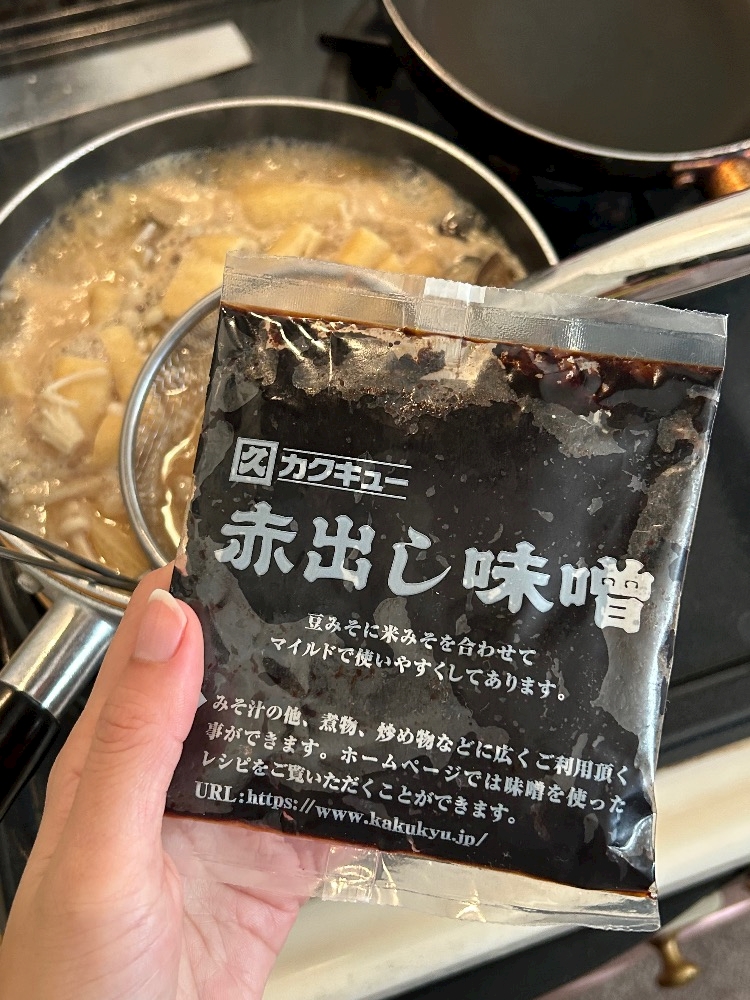 久 カクキュー
赤出し味噌
豆みそに米みそを合わせて
マイルドで使いやすくしてあります。
みそ汁の他、煮物、炒め物などに広くご利用頂く
事ができます。ホームページでは味噌を使った
レシピをご覧いただくことができます。
URL:https://www.kakukyu.jp/